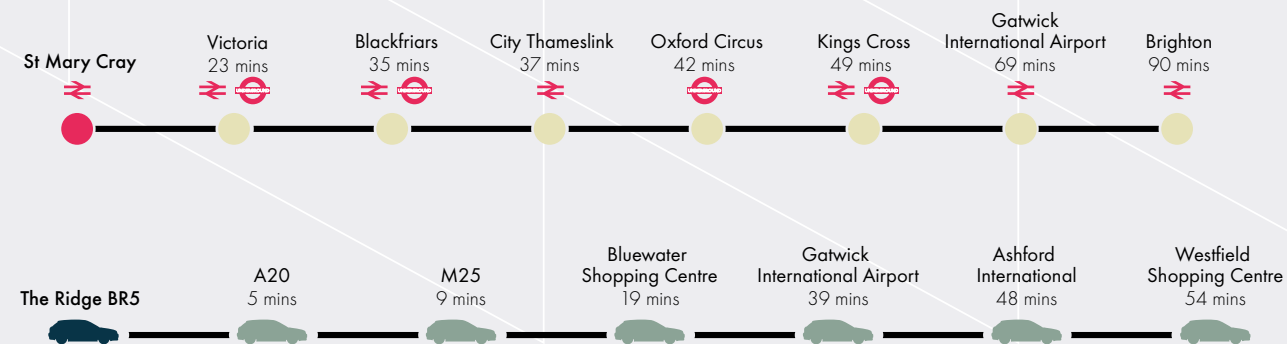 St Mary Cray
Victoria
23 mins
Blackfriars
35 mins
City Thameslink
37 mins
Oxford Circus
42 mins
Kings Cross
49 mins
Gatwick
International Airport
69 mins
Brighton
90 mins
The Ridge BR5
A20
5 mins
M25
9 mins
Bluewater
Shopping Centre
19 mins
Gatwick
International Airport
39 mins
Ashford
International
48 mins
Westfield
Shopping Centre
54 mins